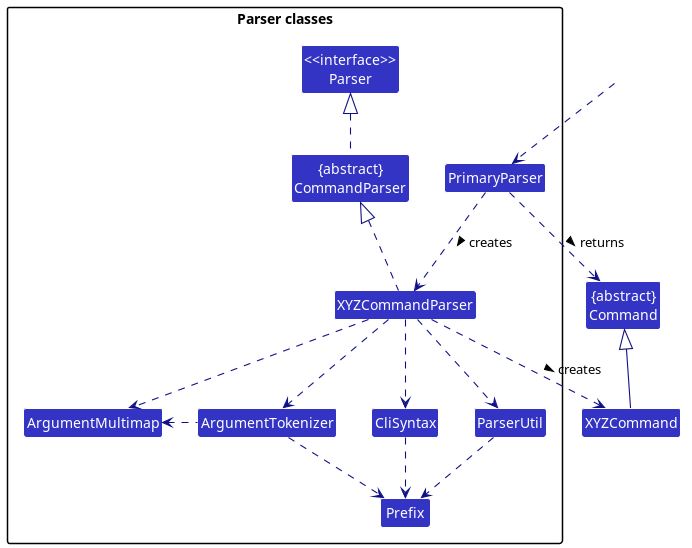 Parser classes
<<interface>>
Parser
{abstract}
CommandParser
PrimaryParser
creates
returns
{abstract}
Command
XYZCommandParser
creates
ArgumentMultimap
ArgumentTokenizer
CliSyntax
ParserUtil
XYZCommand
Prefix